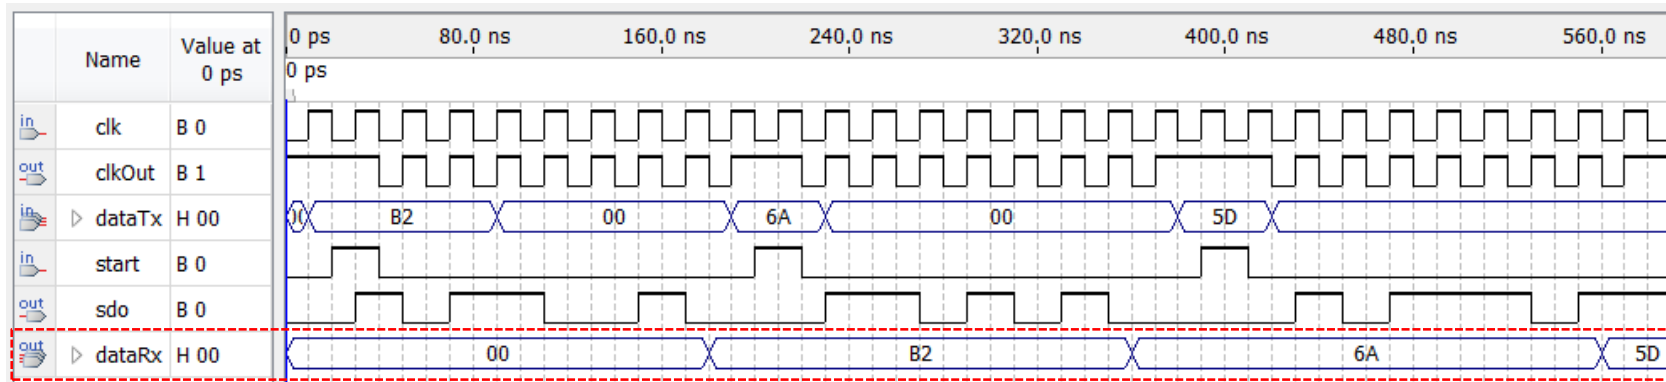 Name Value at 0 ps 0 ps 80.0 ns 160.0 ns 240.0 ns 320.0 ns 400.0 ns 480.0 ns 560.0 ns
0 ps
in clk B 0
out clkOut B 1
in dataTx H 00 B2 00 6A 00 5D
in start B 0
out sdo B 0
out dataRx H 00 00 B2 6A 5D